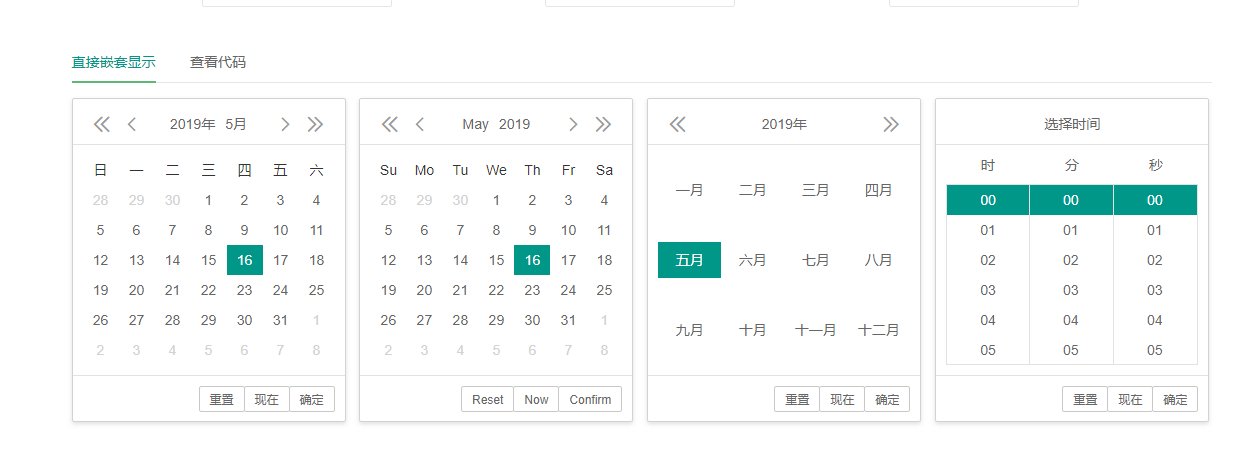 直接嵌套显示 查看代码
2019年 5月
日 一 二 三 四 五 六
28 29 30 1 2 3 4
5 6 7 8 9 10 11
12 13 14 15 16 17 18
19 20 21 22 23 24 25
26 27 28 29 30 31 1
2 3 4 5 6 7 8
重置 现在 确定
May 2019
Su Mo Tu We Th Fr Sa
28 29 30 1 2 3 4
5 6 7 8 9 10 11
12 13 14 15 16 17 18
19 20 21 22 23 24 25
26 27 28 29 30 31 1
2 3 4 5 6 7 8
Reset Now Confirm
2019年
一月 二月 三月 四月
五月 六月 七月 八月
九月 十月 十一月 十二月
重置 现在 确定
选择时间
时 分 秒
00 00 00
01 01 01
02 02 02
03 03 03
04 04 04
05 05 05
重置 现在 确定